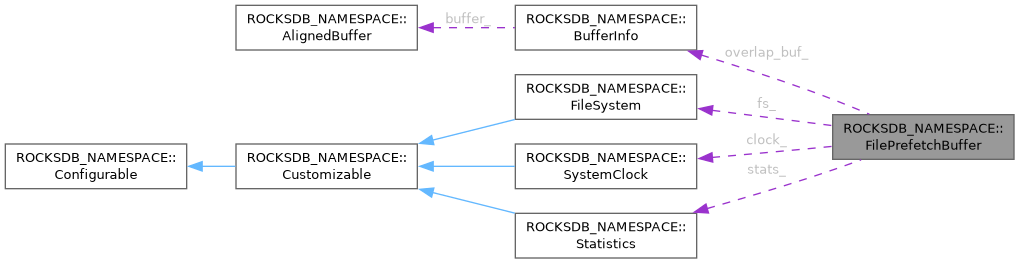 ROCKSDB_NAMESPACE::
AlignedBuffer
buffer_
ROCKSDB_NAMESPACE::
BufferInfo
overlap_buf_
ROCKSDB_NAMESPACE::
FileSystem
fs_
ROCKSDB_NAMESPACE::
FilePrefetchBuffer
ROCKSDB_NAMESPACE::
Configurable
ROCKSDB_NAMESPACE::
Customizable
ROCKSDB_NAMESPACE::
SystemClock
clock_
stats_
ROCKSDB_NAMESPACE::
Statistics